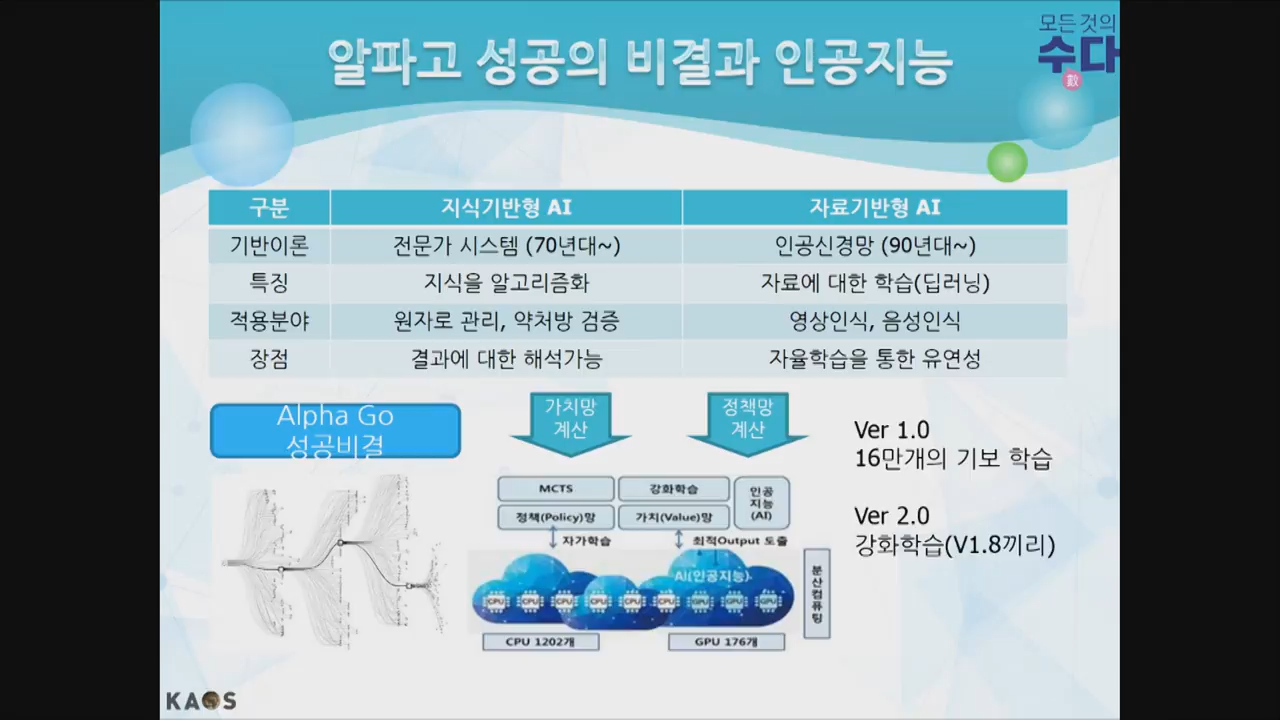 모든 것의
수다
數
알파고 성공의 비결과 인공지능
구분 지식기반형 AI 자료기반형 AI
기반이론 전문가 시스템 (70년대~) 인공신경망 (90년대~)
특징 지식을 알고리즘화 자료에 대한 학습(딥러닝)
적용분야 원자로 관리, 약처방 검증 영상인식, 음성인식
장점 결과에 대한 해석가능 자율학습을 통한 유연성
Alpha Go
성공비결
가치망
계산
정책망
계산
Ver 1.0
16만개의 기보 학습
Ver 2.0
강화학습(V1.8끼리)
MCTS 강화학습
인공
지능
(AI)
정책(Policy)망 가치(Value)망
자가학습 최적Output 도출
AI(인공지능)
CPU CPU CPU CPU CPU CPU GPU GPU GPU
분산컴퓨팅
CPU 1202개 GPU 176개
KAOS